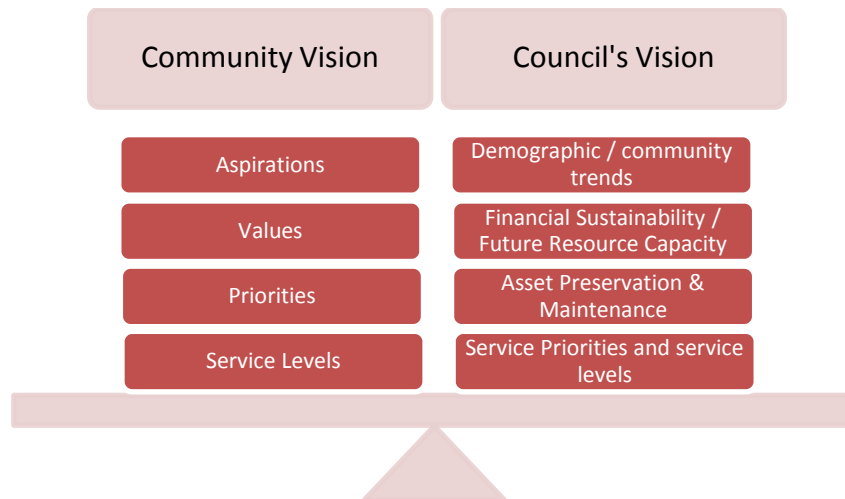 Community Vision
Council's Vision
Aspirations
Demographic / community
trends
Values
Financial Sustainability /
Future Resource Capacity
Priorities
Asset Preservation &
Maintenance
Service Levels
Service Priorities and service
levels